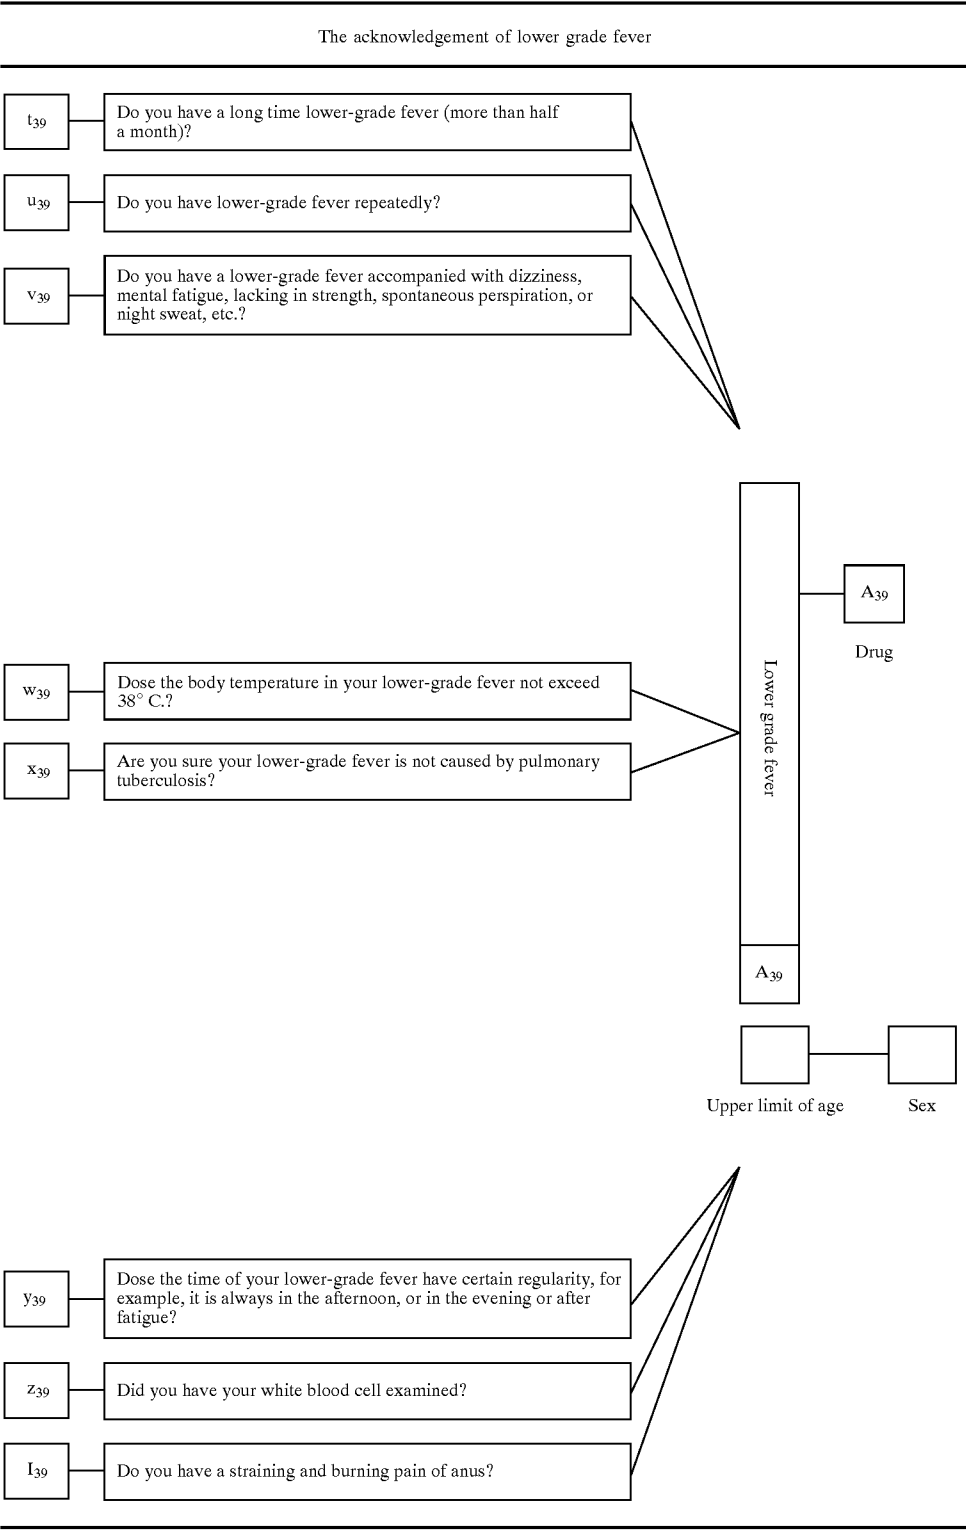 The acknowledgement of lower grade fever
t39
Do you have a long time lower-grade fever (more than half
a month)?
u39
Do you have lower-grade fever repeatedly?
v39
Do you have a lower-grade fever accompanied with dizziness,
mental fatigue, lacking in strength, spontaneous perspiration, or
night sweat, etc.?
A39
Drug
Lower grade fever
w39
Dose the body temperature in your lower-grade fever not exceed
38° C.?
x39
Are you sure your lower-grade fever is not caused by pulmonary
tuberculosis?
A39
Upper limit of age
Sex
y39
Dose the time of your lower-grade fever have certain regularity, for
example, it is always in the afternoon, or in the evening or after
fatigue?
z39
Did you have your white blood cell examined?
I39
Do you have a straining and burning pain of anus?